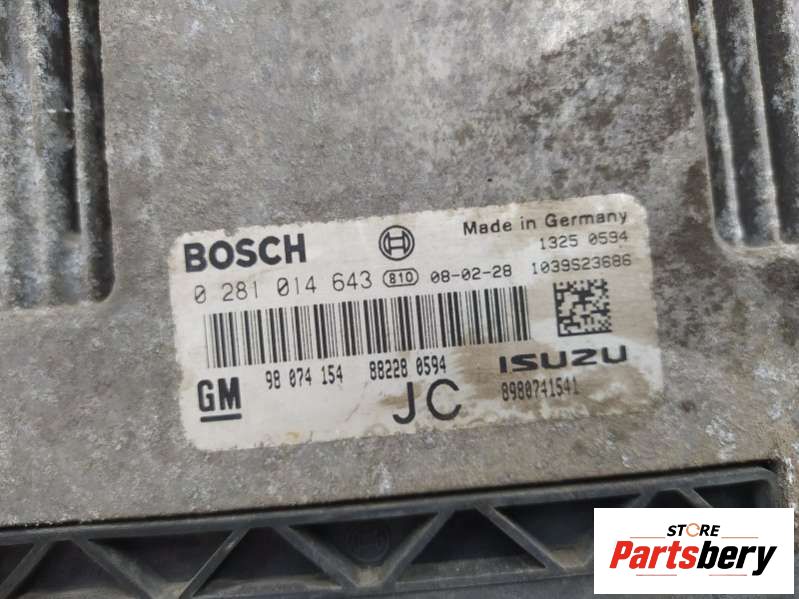 BOSCH
Made in Germany
1325 0594
0 281 014 643 810 08-02-28 1039S23686
98 074 154 88228 0594 ISUZU
GM JC 8980741541
STORE
Partsbery